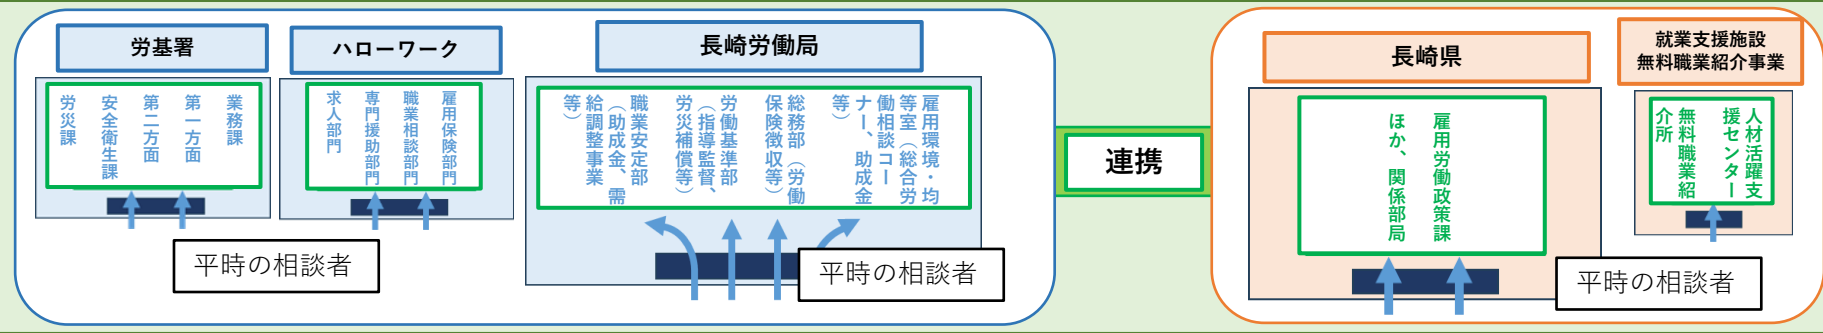 労基署
業務課
第一方面
第二方面
安全衛生課
労災課
ハローワーク
雇用保険部門
職業相談部門
専門援助部門
求人部門
平時の相談者
長崎労働局
雇用環境・均
等室（総合労
働相談コー
ナー、助成金
等）
総務部（労働
保険徴収等）
労働基準部
（指導監督、
労災補償等）
職業安定部
（助成金、需
給調整事業
等）
平時の相談者
連携
長崎県
雇用労働政策課
ほか、関係部局
就業支援施設
無料職業紹介事業
人材活躍支
援センター
無料職業紹
介所
平時の相談者